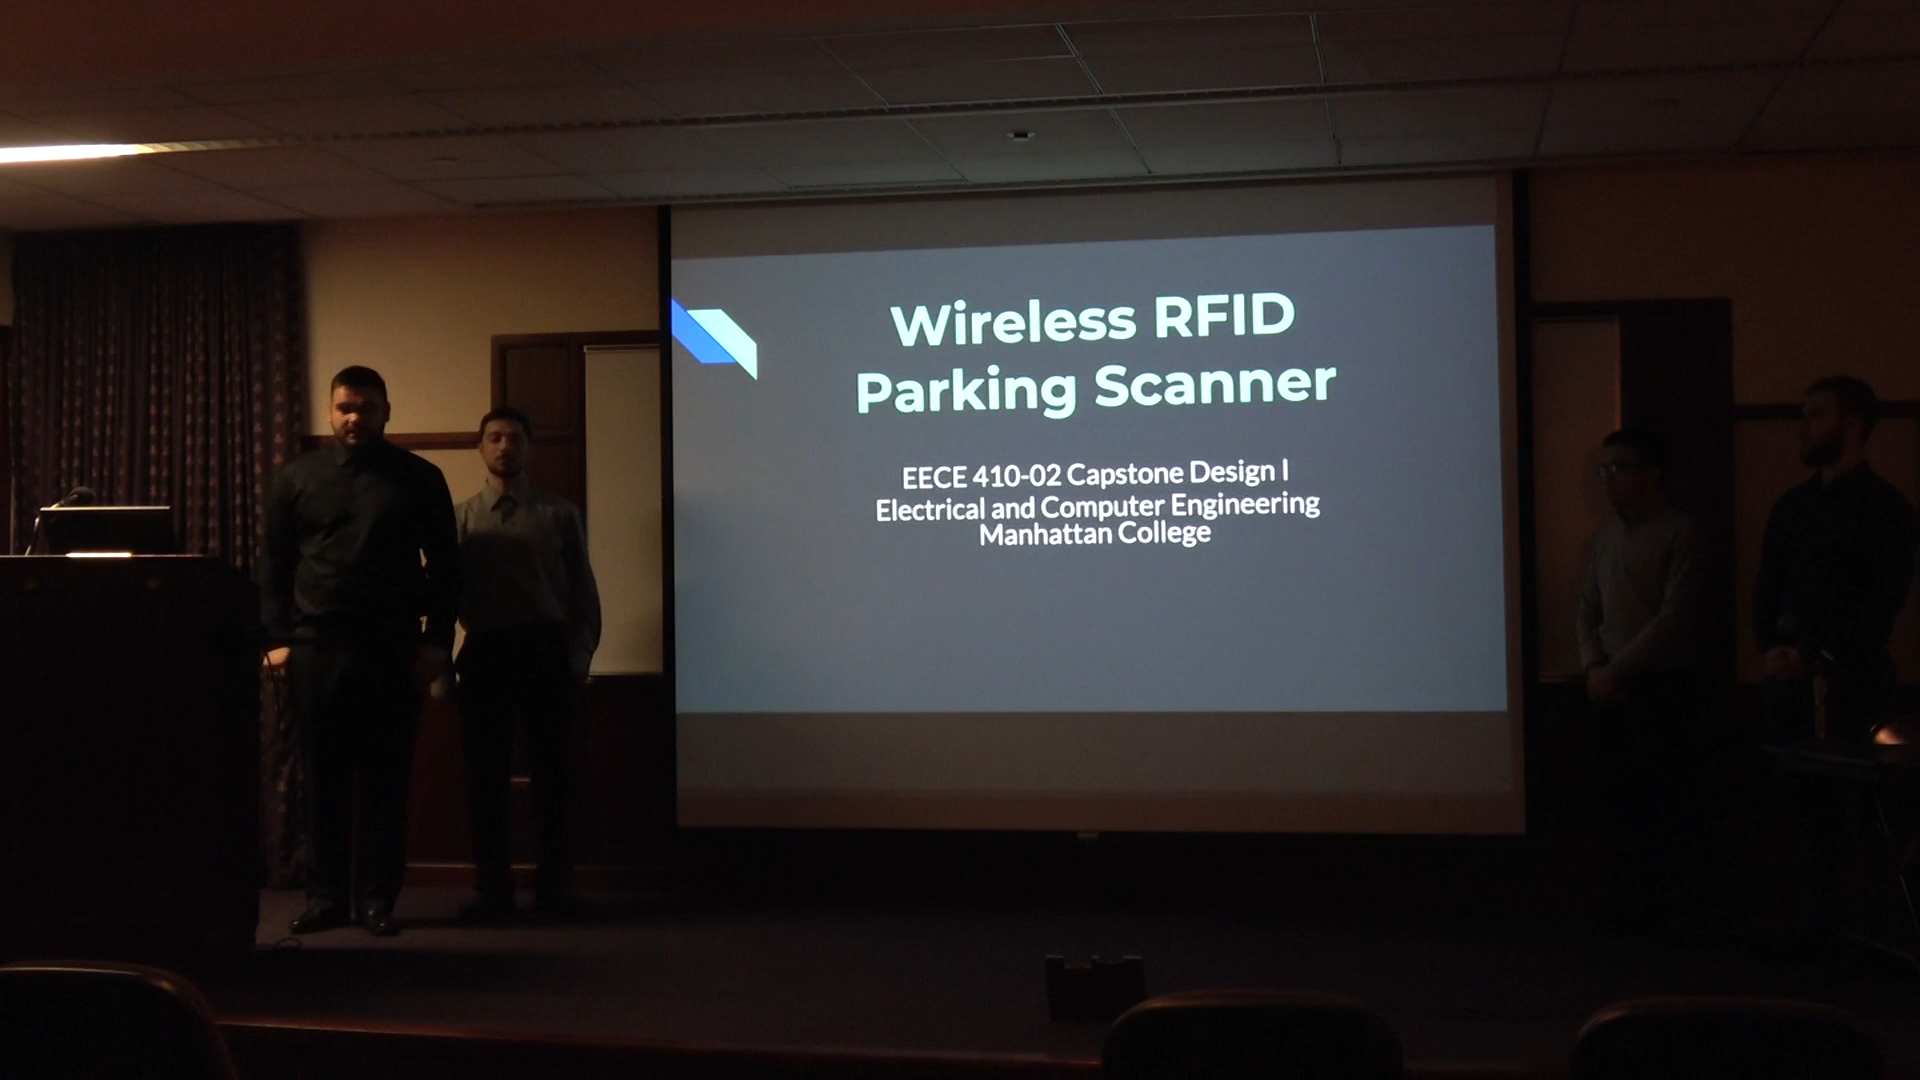 Wireless RFID
Parking Scanner
EECE 410-02 Capstone Design I
Electrical and Computer Engineering
Manhattan College